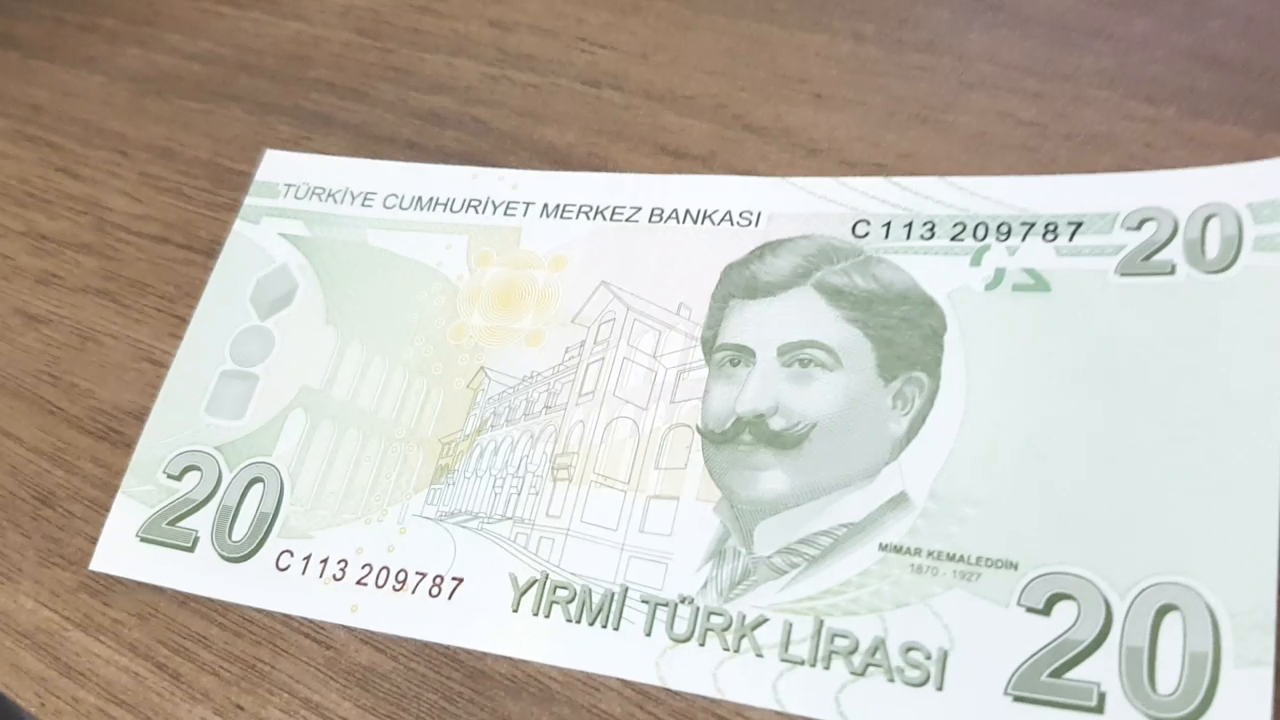 TÜRKİYE CUMHURİYET MERKEZ BANKASI
C113 209787
20
20
C113 209787
YİRMİ TÜRK LİRASI
MİMAR KEMALEDDİN
1870 - 1927
20